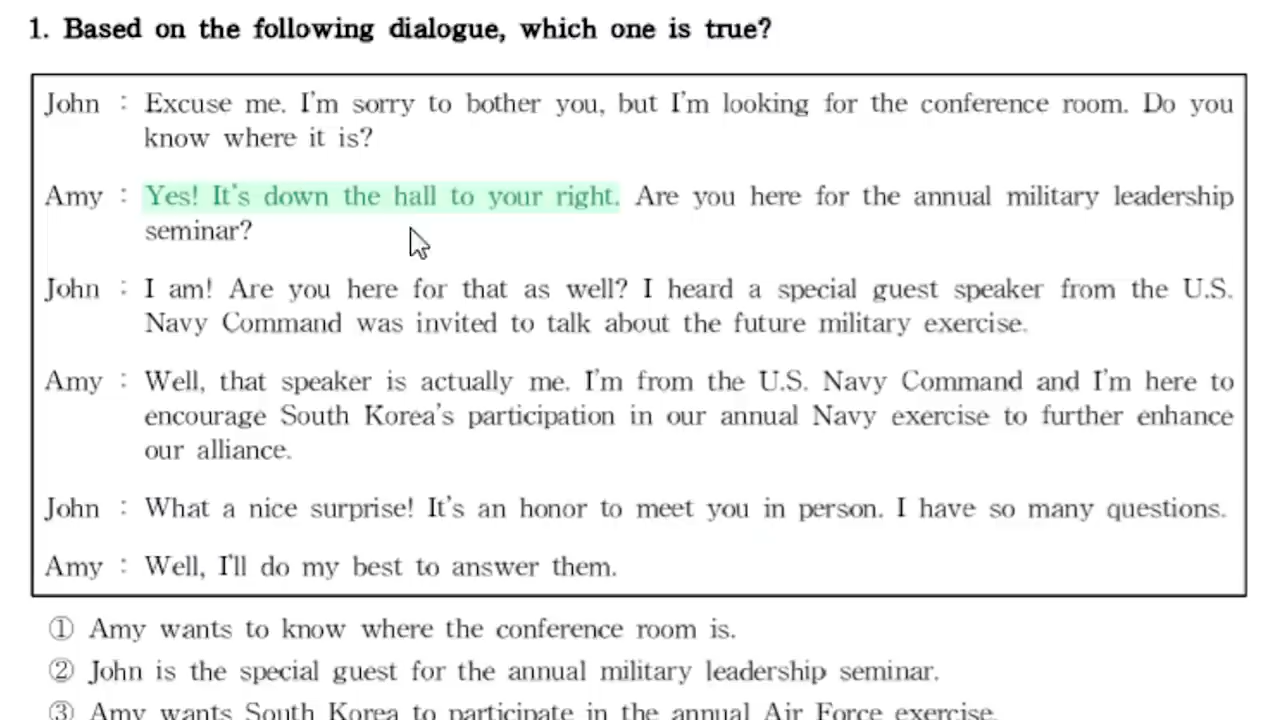 1. Based on the following dialogue, which one is true?
John : Excuse me. I'm sorry to bother you, but I'm looking for the conference room. Do you
know where it is?
Amy : Yes! It's down the hall to your right. Are you here for the annual military leadership
seminar?
John : I am! Are you here for that as well? I heard a special guest speaker from the U.S.
Navy Command was invited to talk about the future military exercise.
Amy : Well, that speaker is actually me. I'm from the U.S. Navy Command and I'm here to
encourage South Korea's participation in our annual Navy exercise to further enhance
our alliance.
John : What a nice surprise! It's an honor to meet you in person. I have so many questions.
Amy : Well, I'll do my best to answer them.
① Amy wants to know where the conference room is.
② John is the special guest for the annual military leadership seminar.
③ Amy wants South Korea to participate in the annual Air Force exercise.